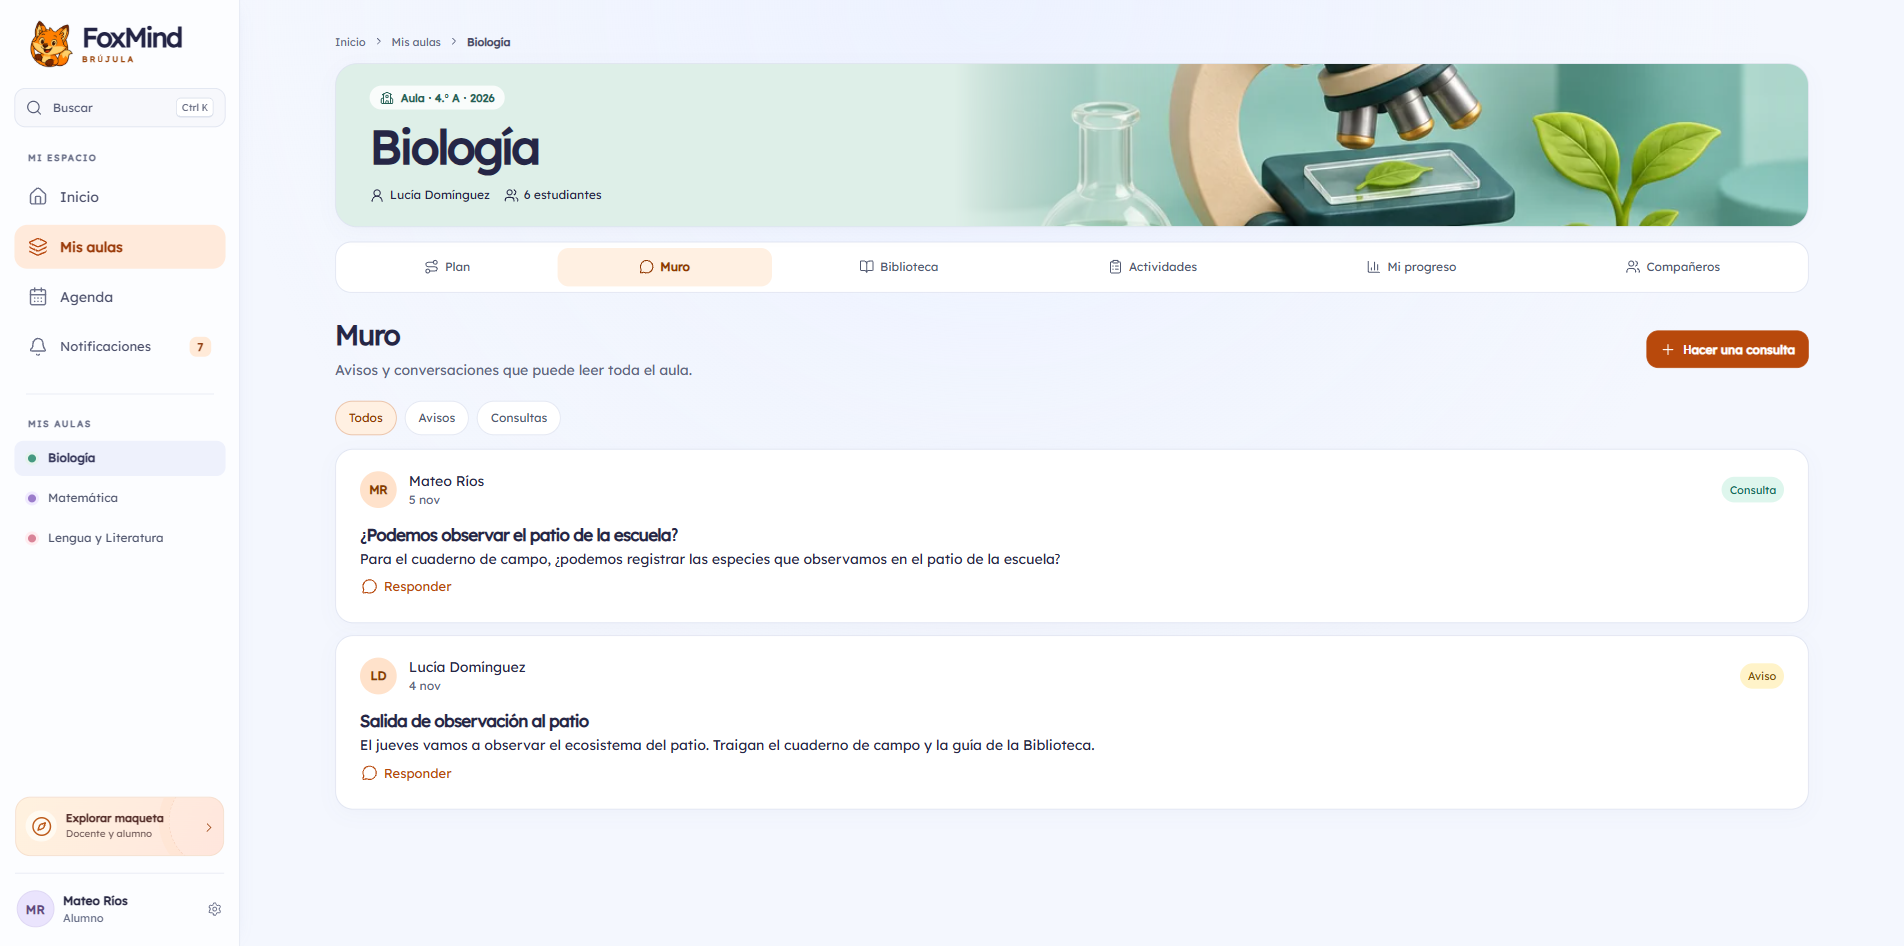 FoxMind
BRÚJULA
Buscar
Ctrl K
MI ESPACIO
Inicio
Mis aulas
Agenda
Notificaciones
7
MIS AULAS
Biología
Matemática
Lengua y Literatura
Explorar maqueta
Docente y alumno
MR
Mateo Ríos
Alumno
Inicio > Mis aulas > Biología
Aula · 4.º A · 2026
Biología
Lucía Domínguez 6 estudiantes
Plan
Muro
Biblioteca
Actividades
Mi progreso
Compañeros
Muro
Avisos y conversaciones que puede leer toda el aula.
+ Hacer una consulta
Todos
Avisos
Consultas
MR
Mateo Ríos
5 nov
Consulta
¿Podemos observar el patio de la escuela?
Para el cuaderno de campo, ¿podemos registrar las especies que observamos en el patio de la escuela?
Responder
LD
Lucía Domínguez
4 nov
Aviso
Salida de observación al patio
El jueves vamos a observar el ecosistema del patio. Traigan el cuaderno de campo y la guía de la Biblioteca.
Responder